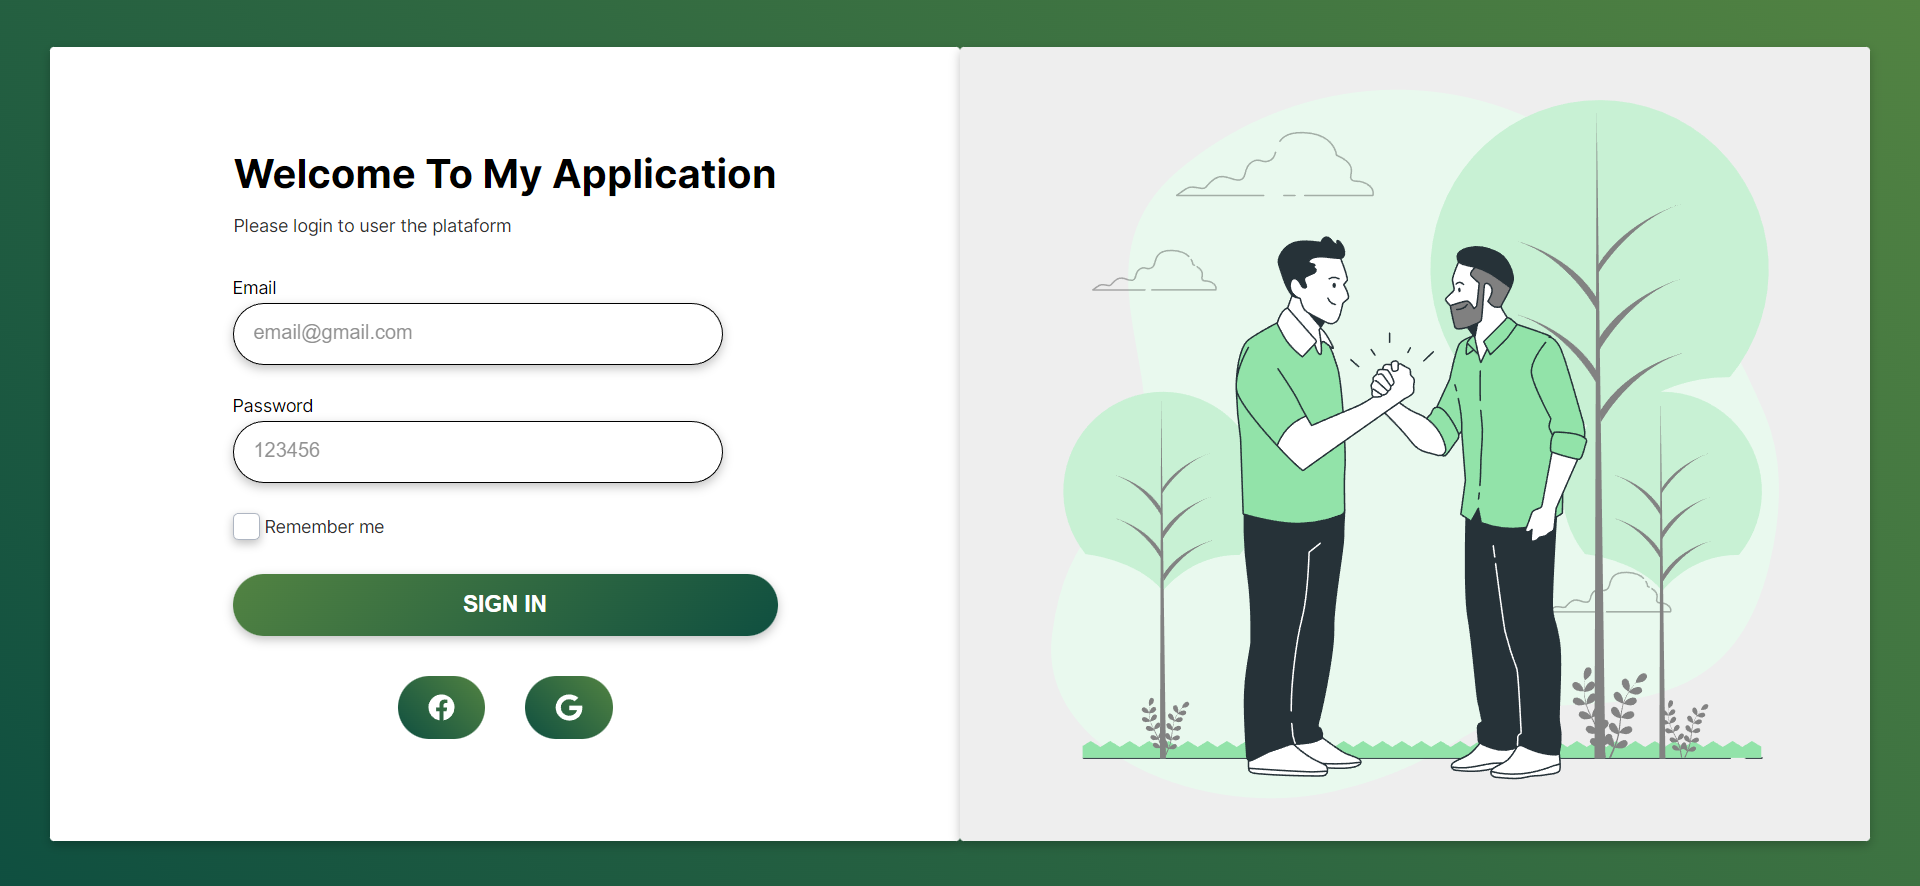 Welcome To My Application
Please login to user the plataform
Email
email@gmail.com
Password
123456
Remember me
SIGN IN